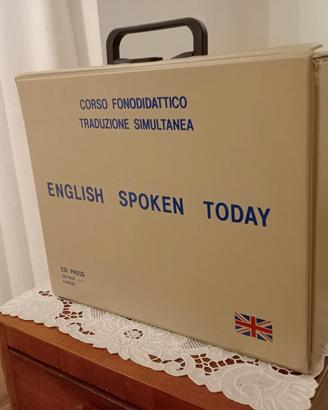 CORSO FONODIDATTICO
TRADUZIONE SIMULTANEA
ENGLISH SPOKEN TODAY
EDI PRESS